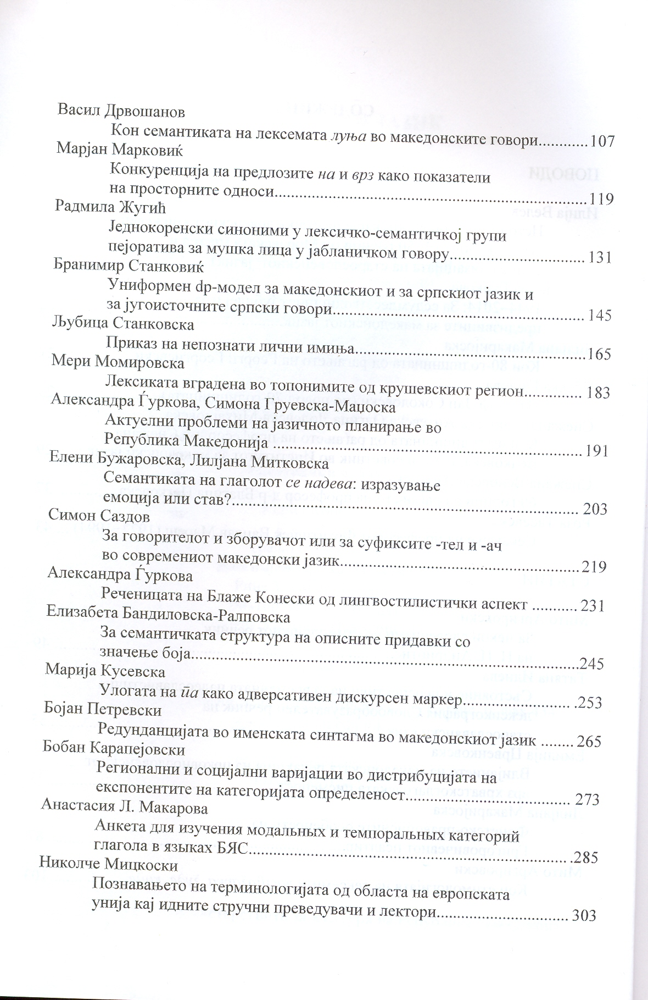 Васил Дрвошанов
Кон семантиката на лексемата луња во македонските говори............107
Марјан Марковиќ
Конкуренција на предлозите на и врз како показатели
на просторните односи...........................................................................119
Радмила Жугић
Једнокоренски синоними у лексичко-семантичкој групи
пејоратива за мушка лица у јабланичком говору................................ 131
Бранимир Станковиќ
Униформен dp-модел за македонскиот и за српскиот јазик и
за југоисточните српски говори............................................................ 145
Љубица Станковска
Приказ на непознати лични имиња........................................................165
Мери Момировска
Лексиката вградена во топонимите од крушевскиот регион.............. 183
Александра Ѓуркова, Симона Груевска-Маџоска
Актуелни проблеми на јазичното планирање во
Република Македонија ...........................................................................191
Елени Бужаровска, Лилјана Митковска
Семантиката на глаголот се надева: изразување
емоција или став?................................................................................... 203
Симон Саздов
За говорителот и зборувачот или за суфиксите -тел и -ач
во современиот македонски јазик..........................................................219
Александра Ѓуркова
Речeницата на Блаже Конески од лингвостилистички аспект ........... 231
Елизабета Бандиловска-Ралповска
За семантичката структура на описните придавки со
значење боја.............................................................................................245
Марија Кусевска
Улогата на п̄а како адверсативен дискурсен маркер.......................... .253
Бојан Петревски
Редунданцијата во именската синтагма во македонскиот јазик ........ 265
Бобан Карапејовски
Регионални и социјални варијации во дистрибуцијата на
експонентите на категоријата определеност........................................ 273
Анастасия Л. Макарова
Анкета для изучения модальных и темпоральных категорий
глагола в языках БЯС..............................................................................285
Николче Мицкоски
Познавањето на терминологијата од областа на европската
унија кај идните стручни преведувачи и лектори................................ 303